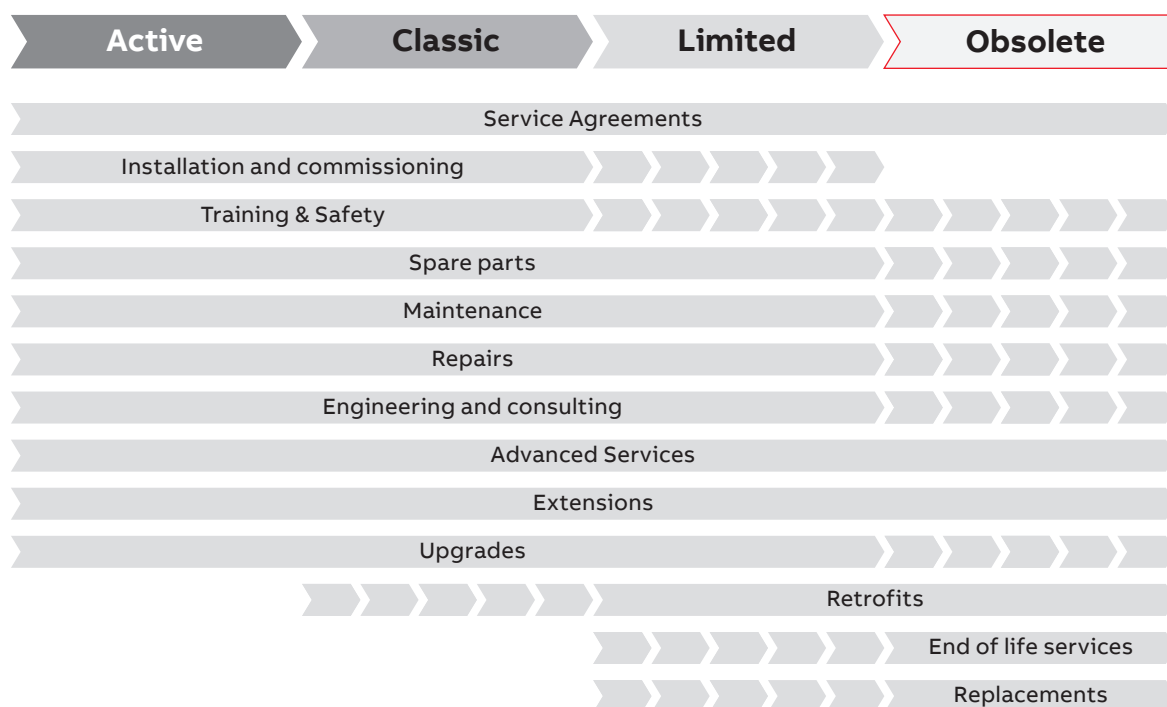 Active Classic Limited Obsolete
Service Agreements
Installation and commissioning
Training & Safety
Spare parts
Maintenance
Repairs
Engineering and consulting
Advanced Services
Extensions
Upgrades
Retrofits
End of life services
Replacements